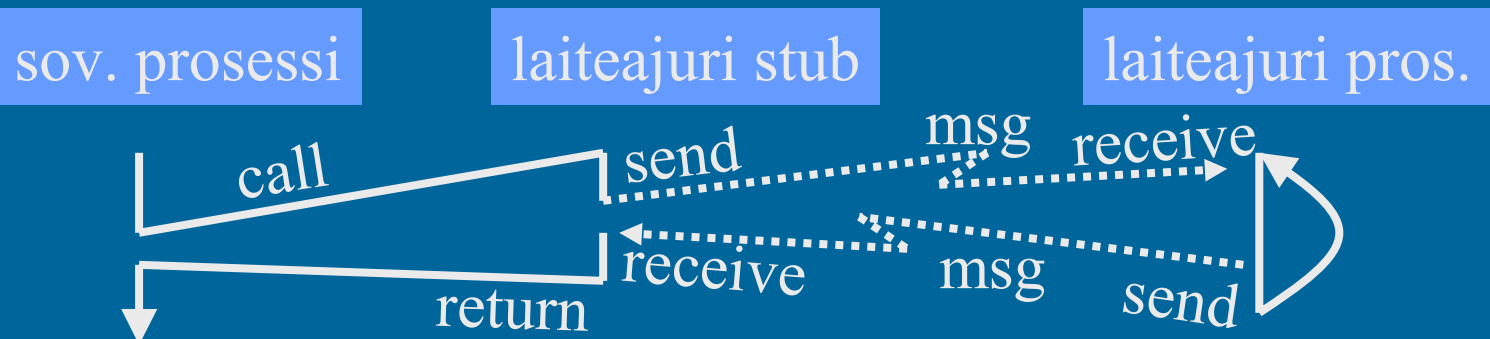 sov. prosessi
laiteajuri stub
laiteajuri pros.
call
send
msg
receive
return
receive
msg
send